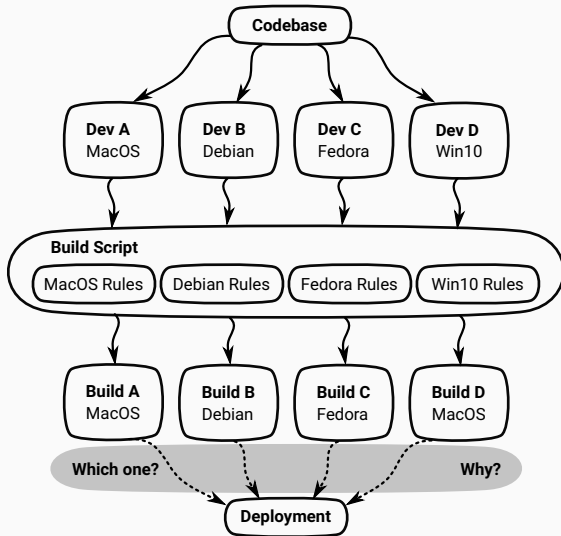 Codebase
Dev A
MacOS
Dev B
Debian
Dev C
Fedora
Dev D
Win10
Build Script
MacOS Rules
Debian Rules
Fedora Rules
Win10 Rules
Build A
MacOS
Build B
Debian
Build C
Fedora
Build D
MacOS
Which one?
Why?
Deployment